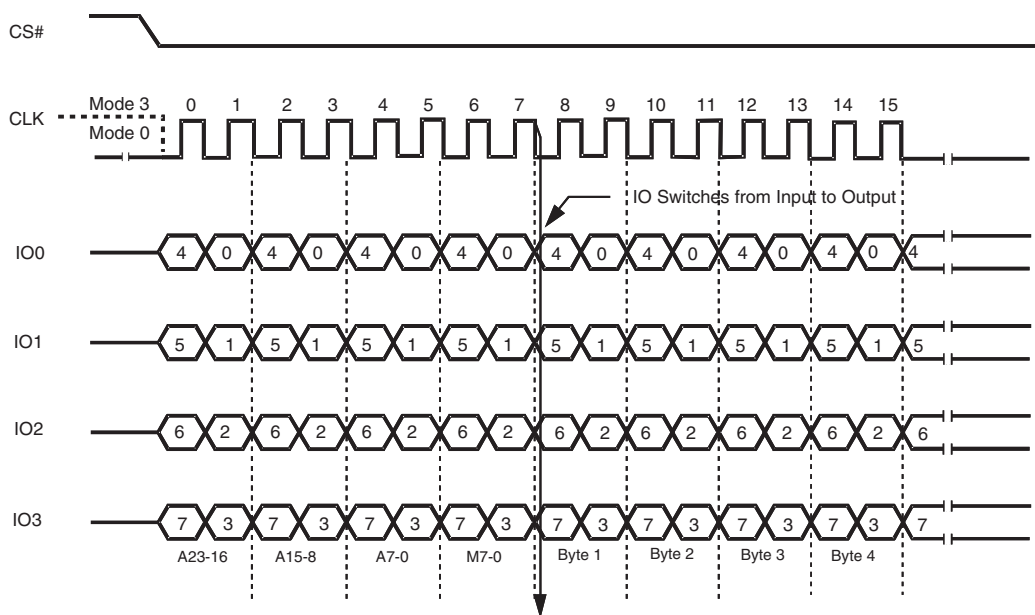 CS#
Mode 3
0 1 2 3 4 5 6 7 8 9 10 11 12 13 14 15
CLK
Mode 0
IO Switches from Input to Output
IO0 4 0 4 0 4 0 4 0 4 0 4 0 4 0 4 0 4
IO1 5 1 5 1 5 1 5 1 5 1 5 1 5 1 5 1 5
IO2 6 2 6 2 6 2 6 2 6 2 6 2 6 2 6 2 6
IO3 7 3 7 3 7 3 7 3 7 3 7 3 7 3 7 3 7
A23-16 A15-8 A7-0 M7-0 Byte 1 Byte 2 Byte 3 Byte 4